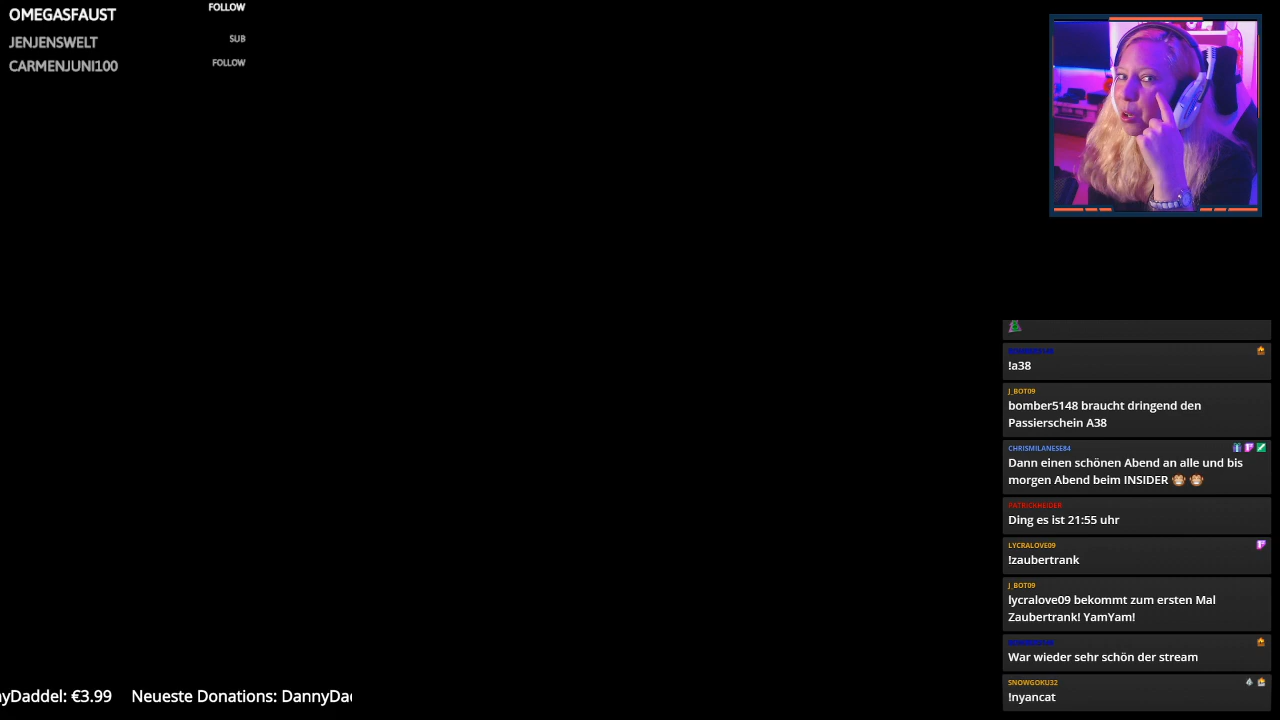 OMEGASFAUST FOLLOW
JENJENSWELT SUB
CARMENJUNI100 FOLLOW
!a38
J_BOT09
bomber5148 braucht dringend den
Passierschein A38
CHRISMILANESE84
Dann einen schönen Abend an alle und bis
morgen Abend beim INSIDER 🙊 🙊
PATRICKHEIDER
Ding es ist 21:55 uhr
LYCRALOVE09
!zaubertrank
J_BOT09
lycralove09 bekommt zum ersten Mal
Zaubertrank! YamYam!
War wieder sehr schön der stream
SNOWGOKU32
!nyancat
nyDaddel: €3.99 Neueste Donations: DannyDa